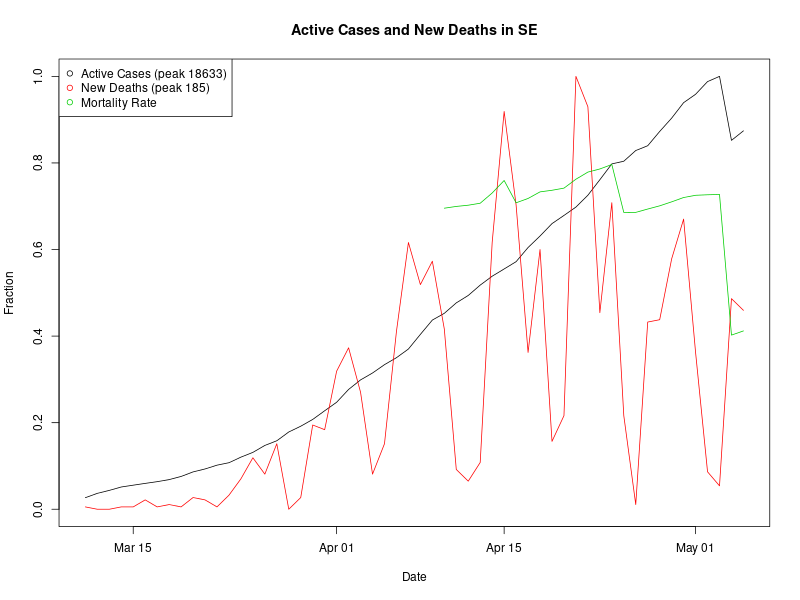 Active Cases and New Deaths in SE
Active Cases (peak 18633)
New Deaths (peak 185)
Mortality Rate
1.0
0.8
0.6
0.4
0.2
0.0
Fraction
Mar 15
Apr 01
Apr 15
May 01
Date